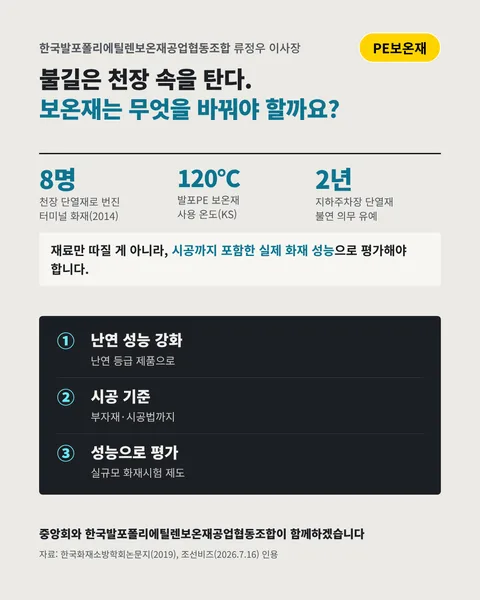 한국발포폴리에틸렌보온재공업협동조합 류정우 이사장
PE보온재
불길은 천장 속을 탄다.
보온재는 무엇을 바꿔야 할까요?
8명
천장 단열재로 번진
터미널 화재(2014)
120℃
발포PE 보온재
사용 온도(KS)
2년
지하주차장 단열재
불연 의무 유예
재료만 따질 게 아니라, 시공까지 포함한 실제 화재 성능으로 평가해야
합니다.
1 난연 성능 강화
난연 등급 제품으로
2 시공 기준
부자재·시공법까지
3 성능으로 평가
실규모 화재시험 제도
중앙회와 한국발포폴리에틸렌보온재공업협동조합이 함께하겠습니다
자료: 한국화재소방학회논문지(2019), 조선비즈(2026.7.16) 인용